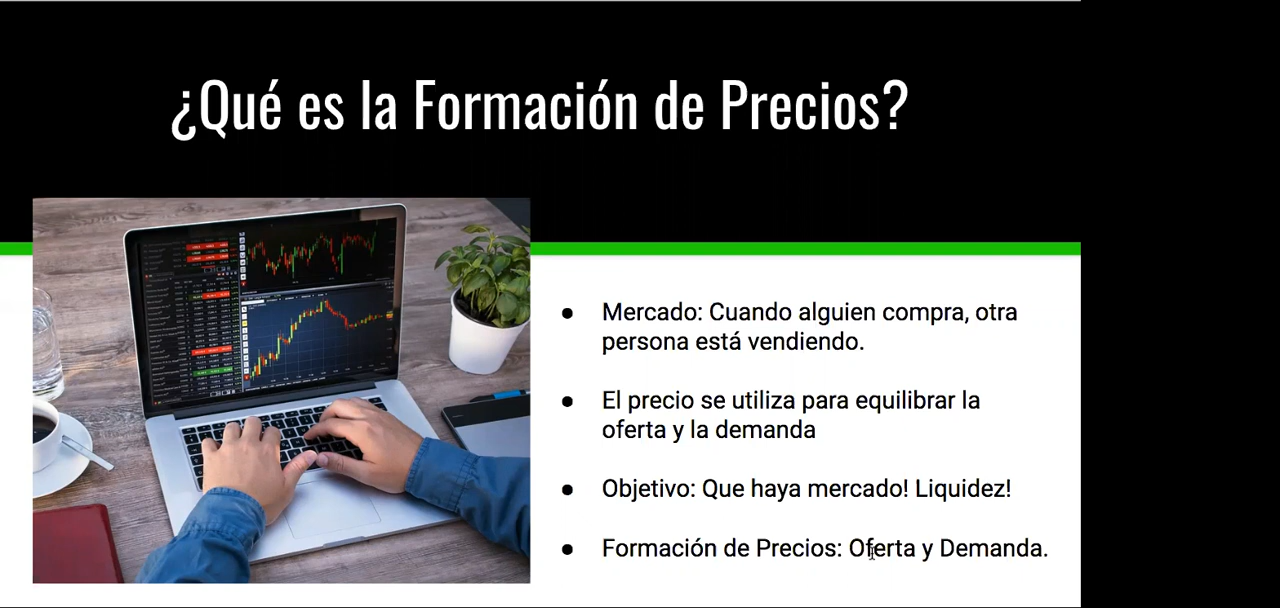 ¿Qué es la Formación de Precios?
● Mercado: Cuando alguien compra, otra
persona está vendiendo.
● El precio se utiliza para equilibrar la
oferta y la demanda
● Objetivo: Que haya mercado! Liquidez!
● Formación de Precios: Oferta y Demanda.